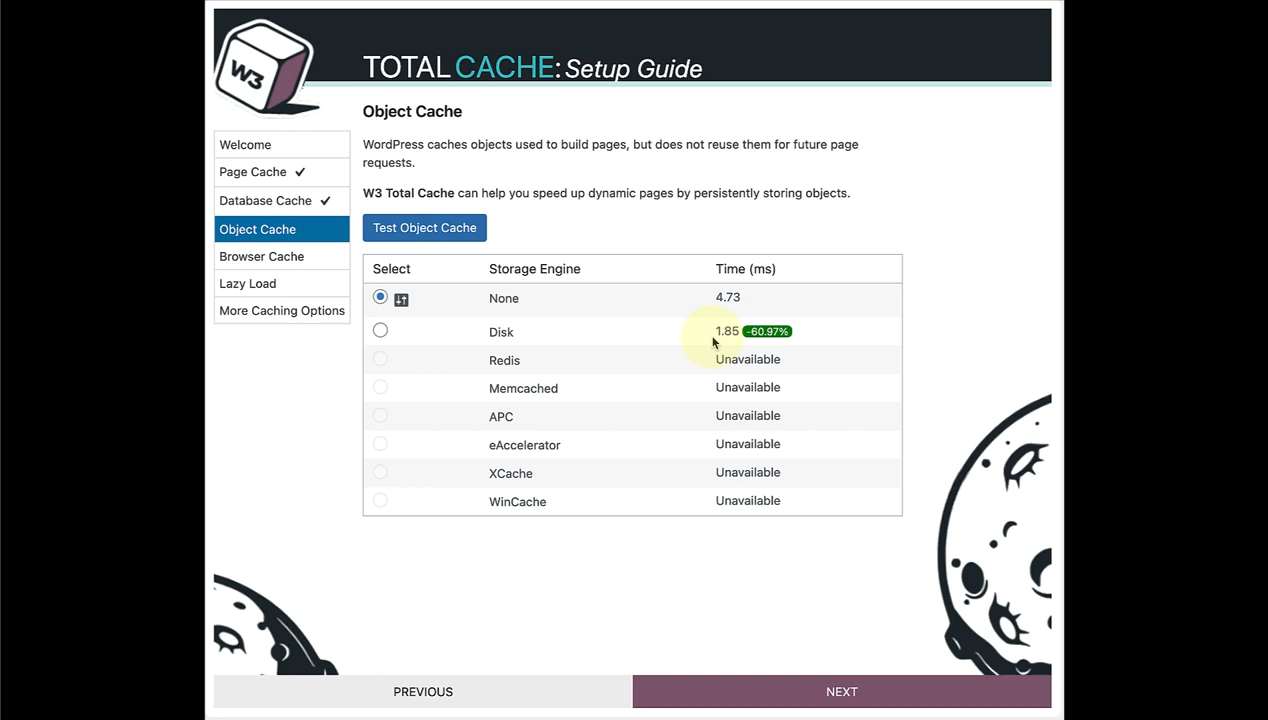 W3
TOTAL CACHE: Setup Guide
Welcome
Page Cache ✔
Database Cache ✔
Object Cache
Browser Cache
Lazy Load
More Caching Options
Object Cache
WordPress caches objects used to build pages, but does not reuse them for future page
requests.
W3 Total Cache can help you speed up dynamic pages by persistently storing objects.
Test Object Cache
Select Storage Engine Time (ms)
None 4.73
Disk 1.85 -60.97%
Redis Unavailable
Memcached Unavailable
APC Unavailable
eAccelerator Unavailable
XCache Unavailable
WinCache Unavailable
PREVIOUS NEXT